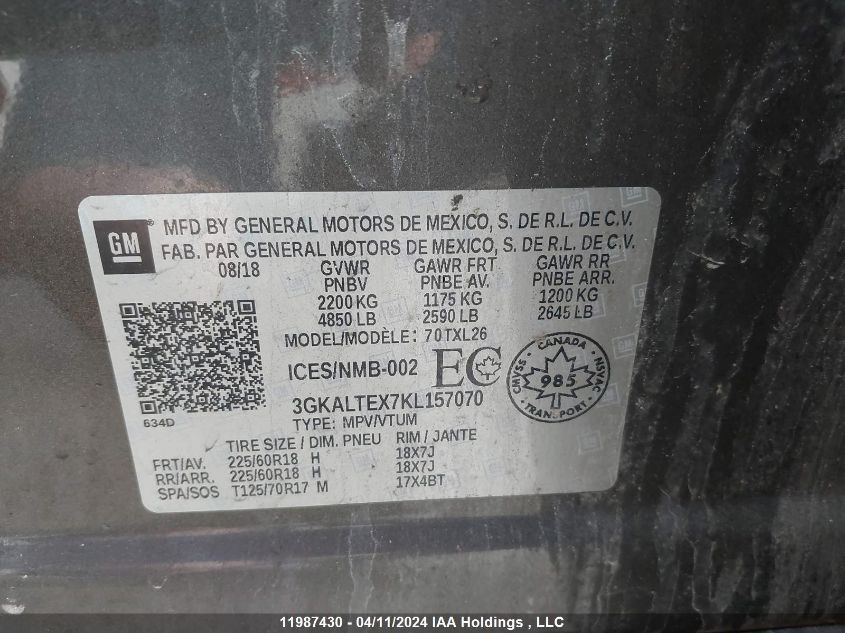 GM ® MFD BY GENERAL MOTORS DE MEXICO, S. DE R.L. DE C.V.
FAB. PAR GENERAL MOTORS DE MEXICO, S. DE R.L. DE C.V.
08/18 GVWR GAWR FRT GAWR RR
PNBV PNBE AV. PNBE ARR.
2200 KG 1175 KG 1200 KG
4850 LB 2590 LB 2645 LB
MODEL/MODÈLE: 70TXL26
ICES/NMB-002 EC
CANADA
CMVSS 985 NSVAC
TRANSPORT
3GKALTEX7KL157070
634D
TYPE: MPV/VTUM
TIRE SIZE / DIM. PNEU RIM / JANTE
FRT/AV. 225/60R18 H 18X7J
RR/ARR. 225/60R18 H 18X7J
SPA/SOS T125/70R17 M 17X4BT
11987430 - 04/11/2024 IAA Holdings , LLC